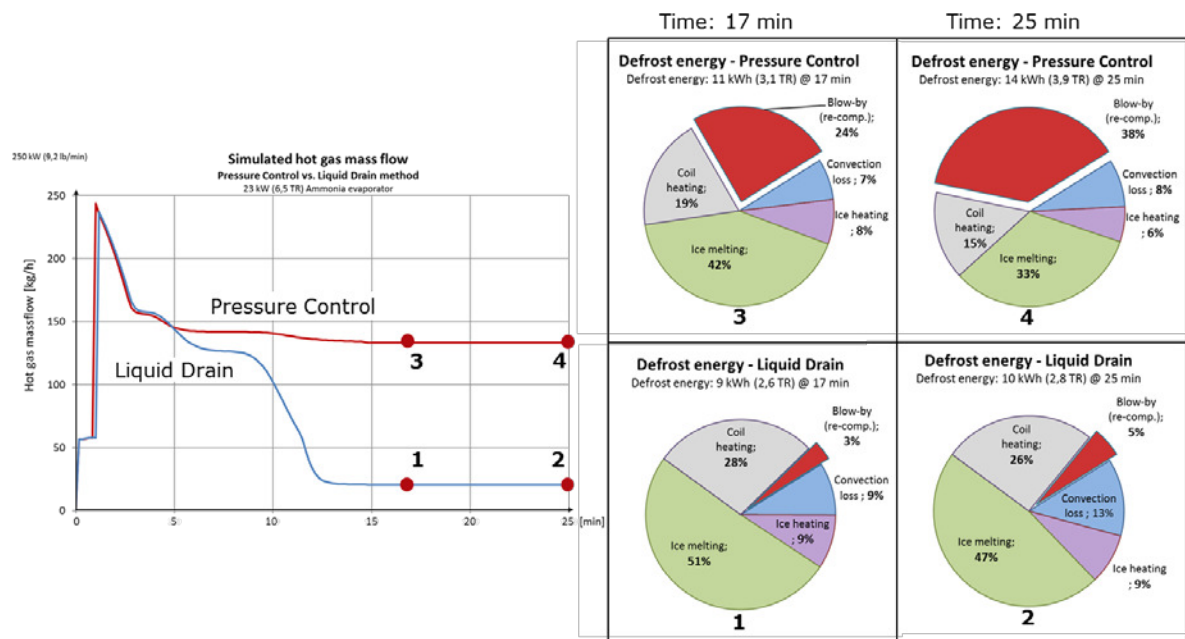 Time: 17 min
Time: 25 min
250 kW (9,2 lb/min)
Simulated hot gas mass flow
Pressure Control vs. Liquid Drain method
23 kW (6,5 TR) Ammonia evaporator
Hot gas massflow [kg/h]
250
200
150
100
50
0
0
5
10
15
20
25
[min]
Pressure Control
Liquid Drain
3
4
1
2
Defrost energy - Pressure Control
Defrost energy: 11 kWh (3,1 TR) @ 17 min
Blow-by
(re-comp.);
24%
Convection
loss ; 7%
Ice heating
; 8%
Ice melting;
42%
Coil
heating;
19%
3
Defrost energy - Pressure Control
Defrost energy: 14 kWh (3,9 TR) @ 25 min
Blow-by
(re-comp.);
38%
Convection
loss ; 8%
Ice heating
; 6%
Ice melting;
33%
Coil
heating;
15%
4
Defrost energy - Liquid Drain
Defrost energy: 9 kWh (2,6 TR) @ 17 min
Blow-by
(re-comp.);
3%
Convection
loss ; 9%
Ice heating
; 9%
Ice melting;
51%
Coil
heating;
28%
1
Defrost energy - Liquid Drain
Defrost energy: 10 kWh (2,8 TR) @ 25 min
Blow-by
(re-comp.);
5%
Convection
loss ; 13%
Ice heating
; 9%
Ice melting;
47%
Coil
heating;
26%
2